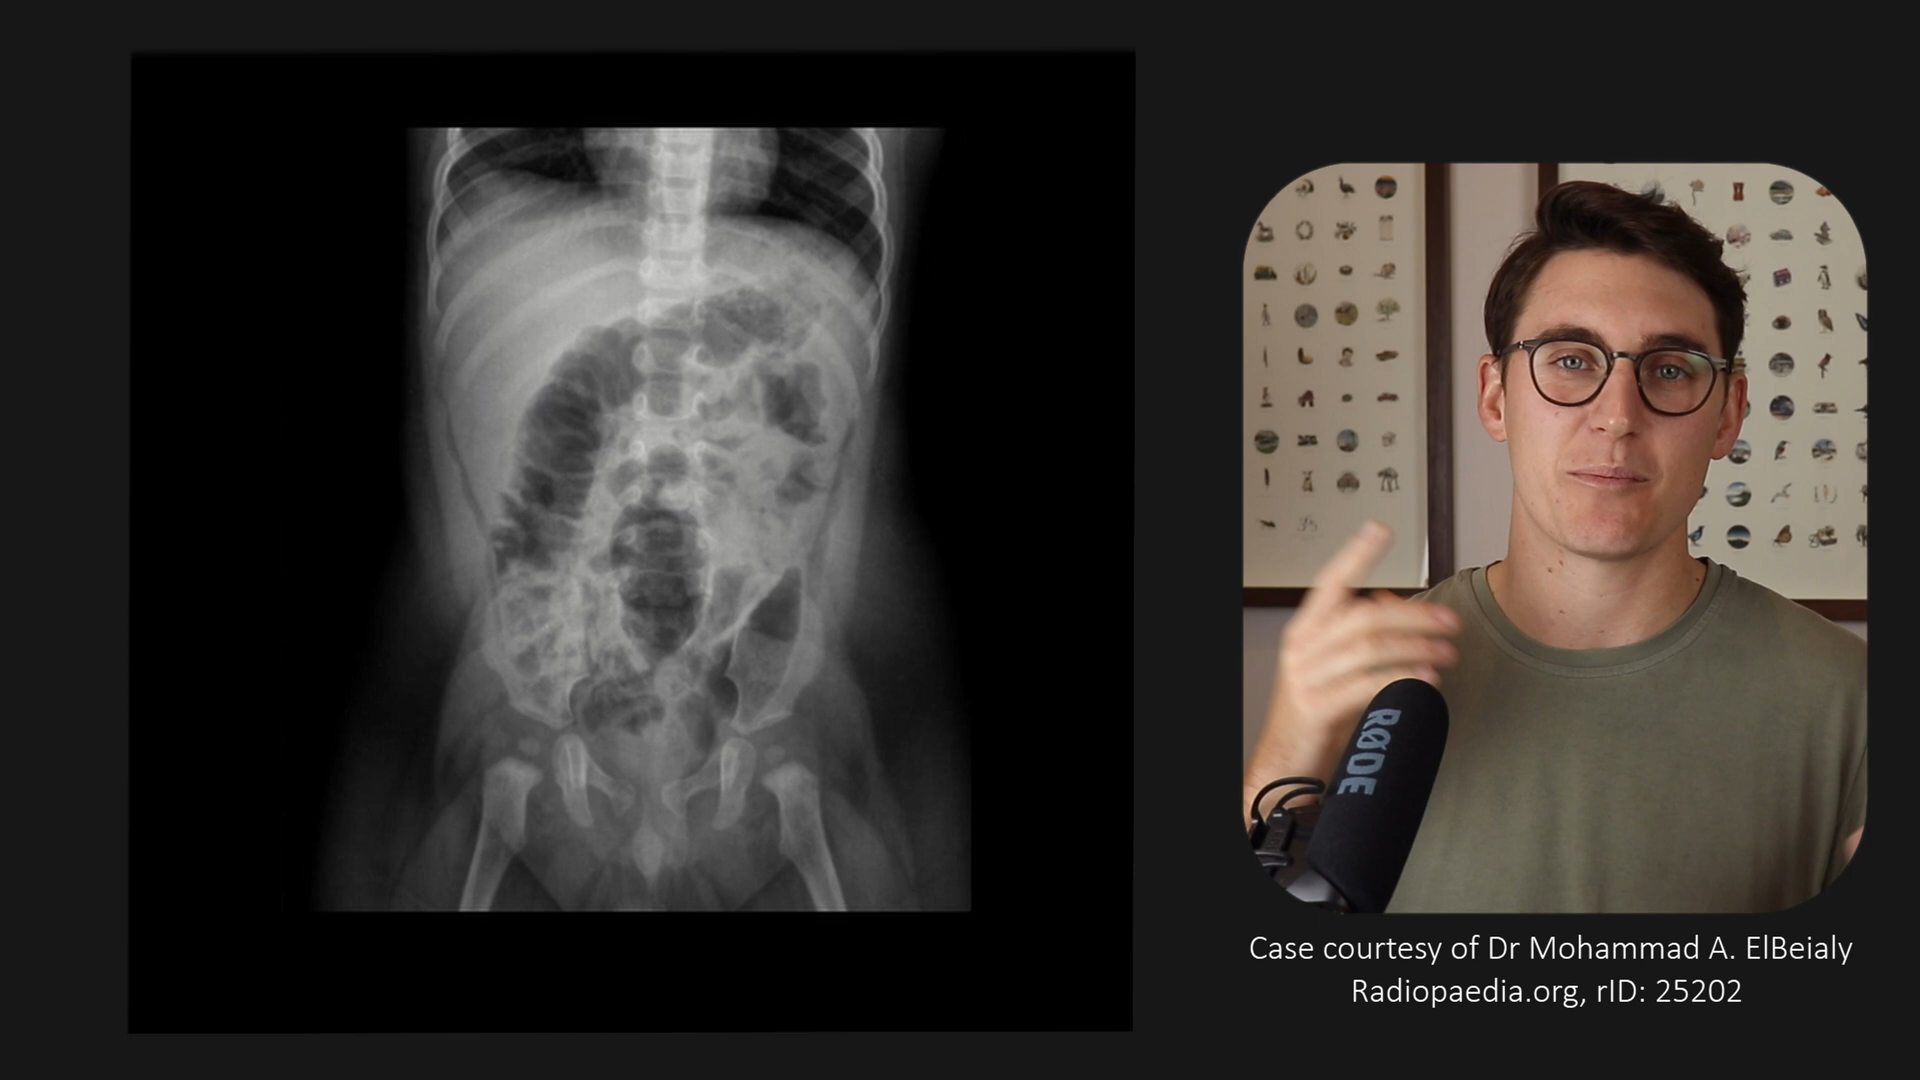 RØDE
Case courtesy of Dr Mohammad A. ElBeialy
Radiopaedia.org, rID: 25202